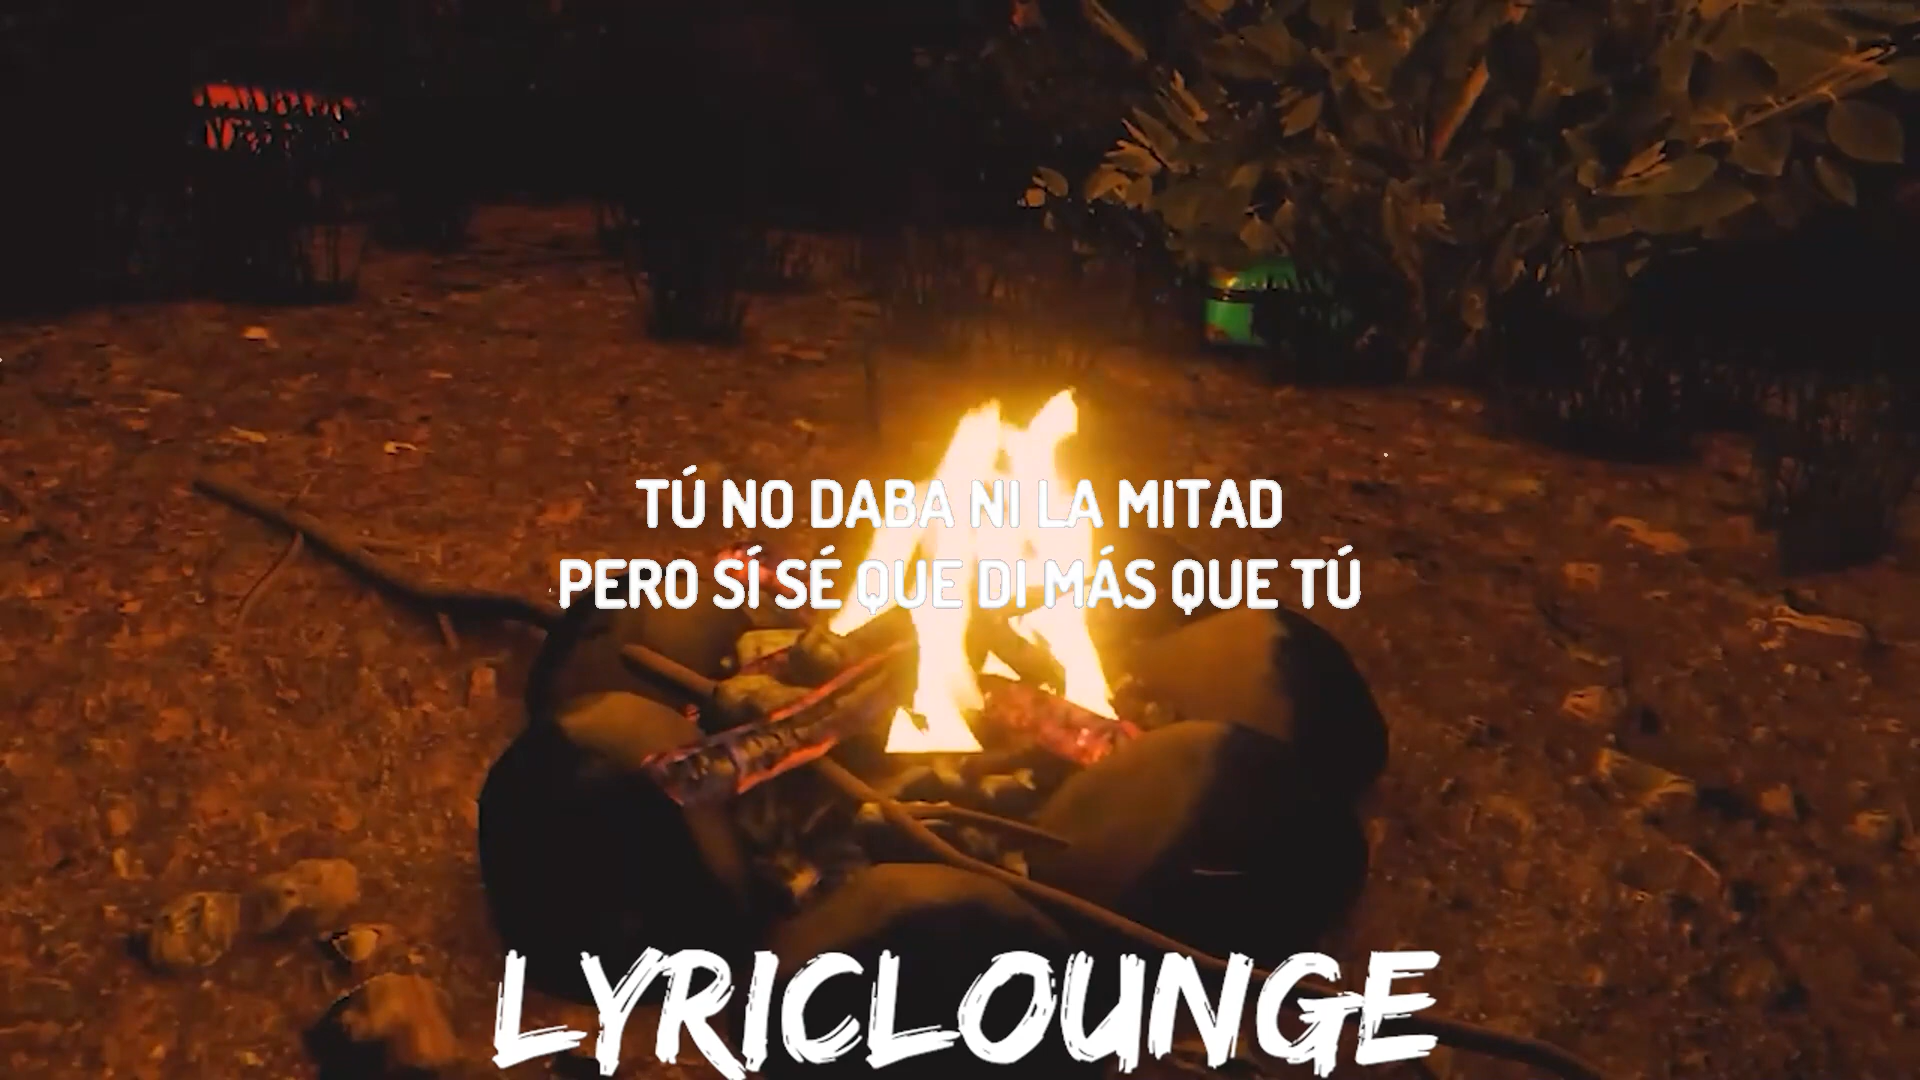 TÚ NO DABA NI LA MITAD
PERO SÍ SÉ QUE DI MÁS QUE TÚ
LYRICLOUNGE